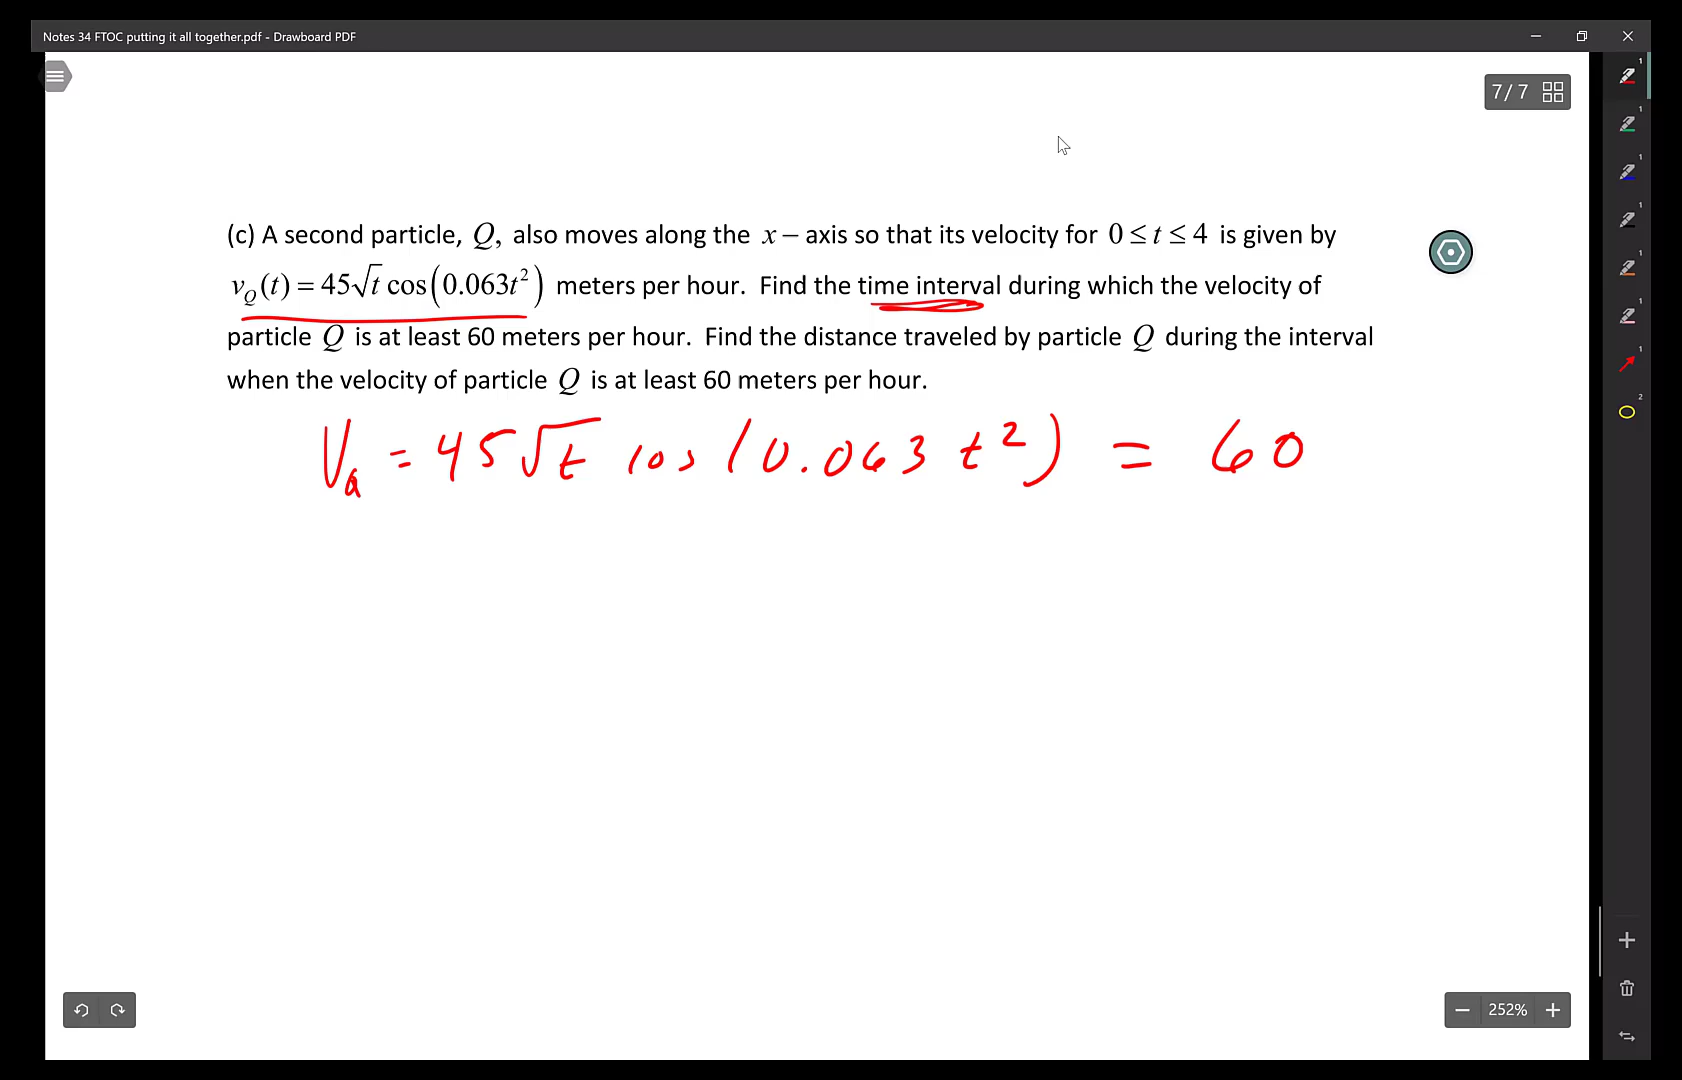 Notes 34 FTOC putting it all together.pdf - Drawboard PDF
7/7
(c) A second particle, Q, also moves along the x − axis so that its velocity for 0 ≤ t ≤ 4 is given by
v_Q(t) = 45√t cos(0.063t²) meters per hour. Find the time interval during which the velocity of
particle Q is at least 60 meters per hour. Find the distance traveled by particle Q during the interval
when the velocity of particle Q is at least 60 meters per hour.
V_Q = 45√t cos(0.063 t²) = 60
252%